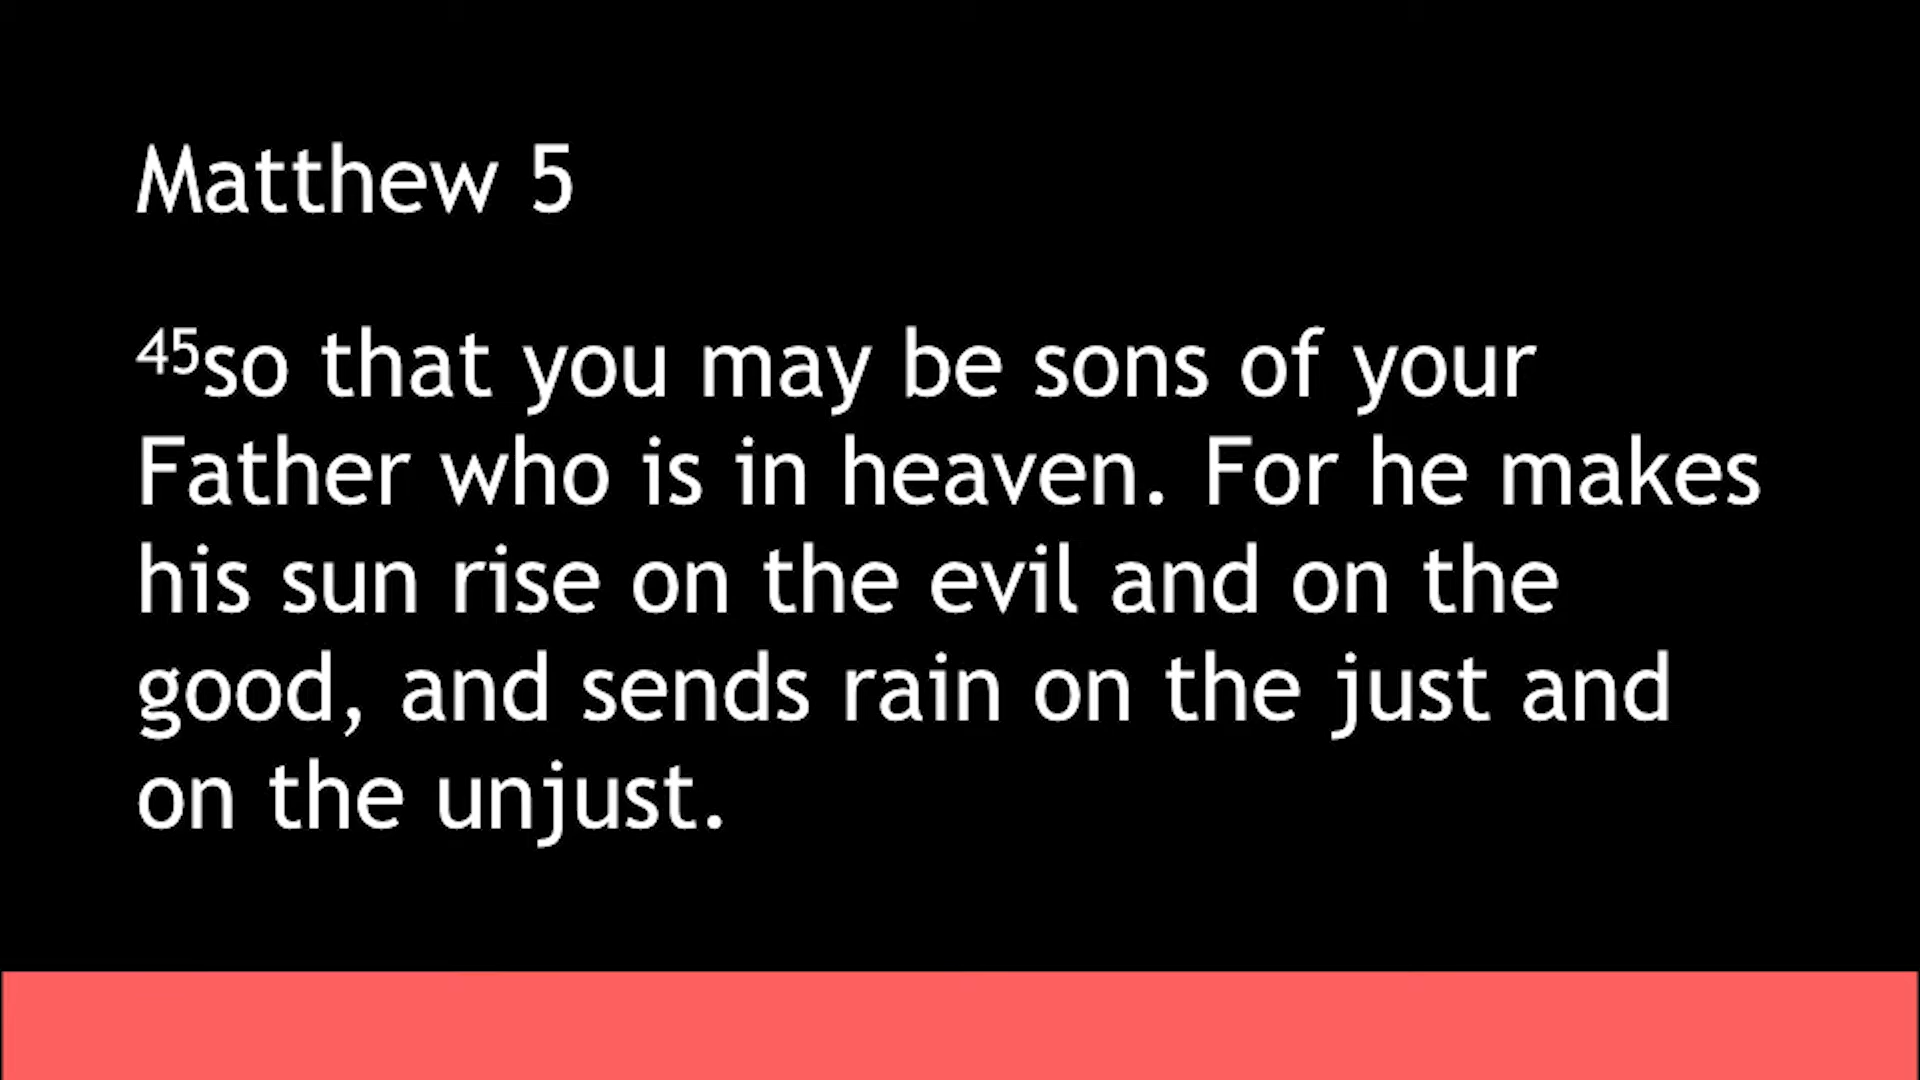 Matthew 5
45so that you may be sons of your
Father who is in heaven. For he makes
his sun rise on the evil and on the
good, and sends rain on the just and
on the unjust.